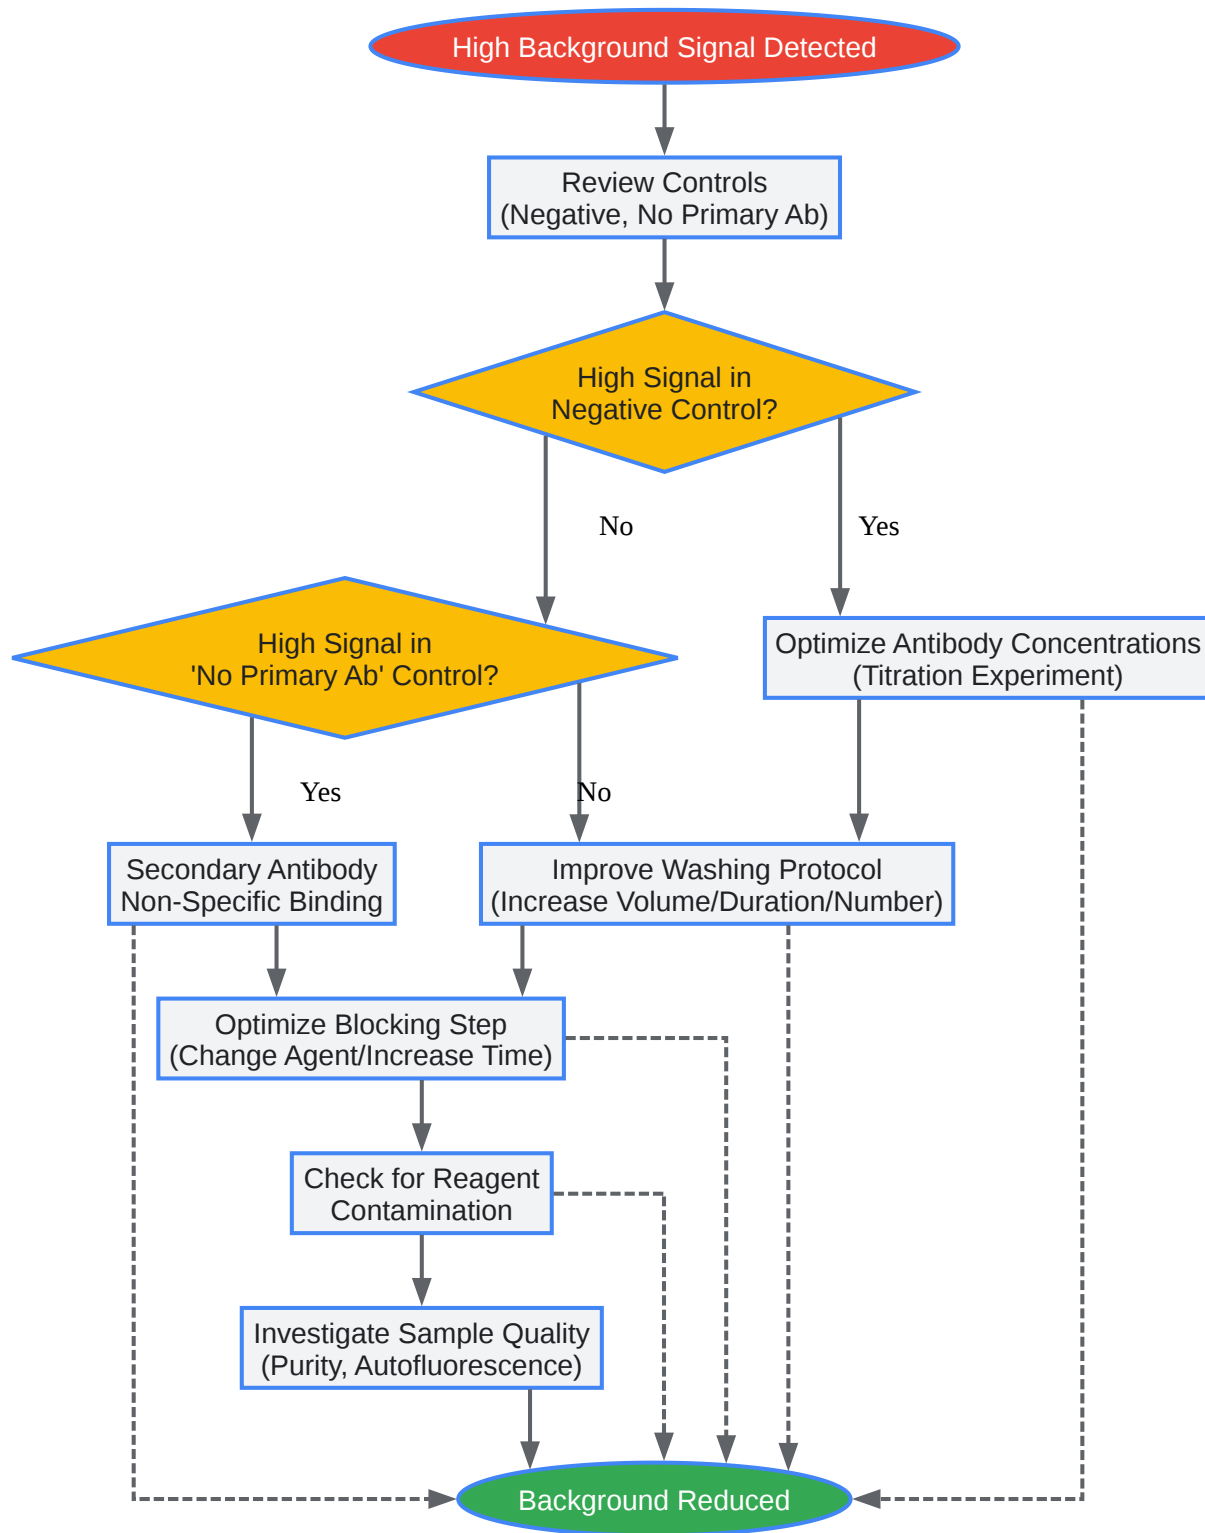 High Background Signal Detected
Review Controls
(Negative, No Primary Ab)
High Signal in
Negative Control?
No
Yes
High Signal in
'No Primary Ab' Control?
Optimize Antibody Concentrations
(Titration Experiment)
Yes
No
Secondary Antibody
Non-Specific Binding
Improve Washing Protocol
(Increase Volume/Duration/Number)
Optimize Blocking Step
(Change Agent/Increase Time)
Check for Reagent
Contamination
Investigate Sample Quality
(Purity, Autofluorescence)
Background Reduced